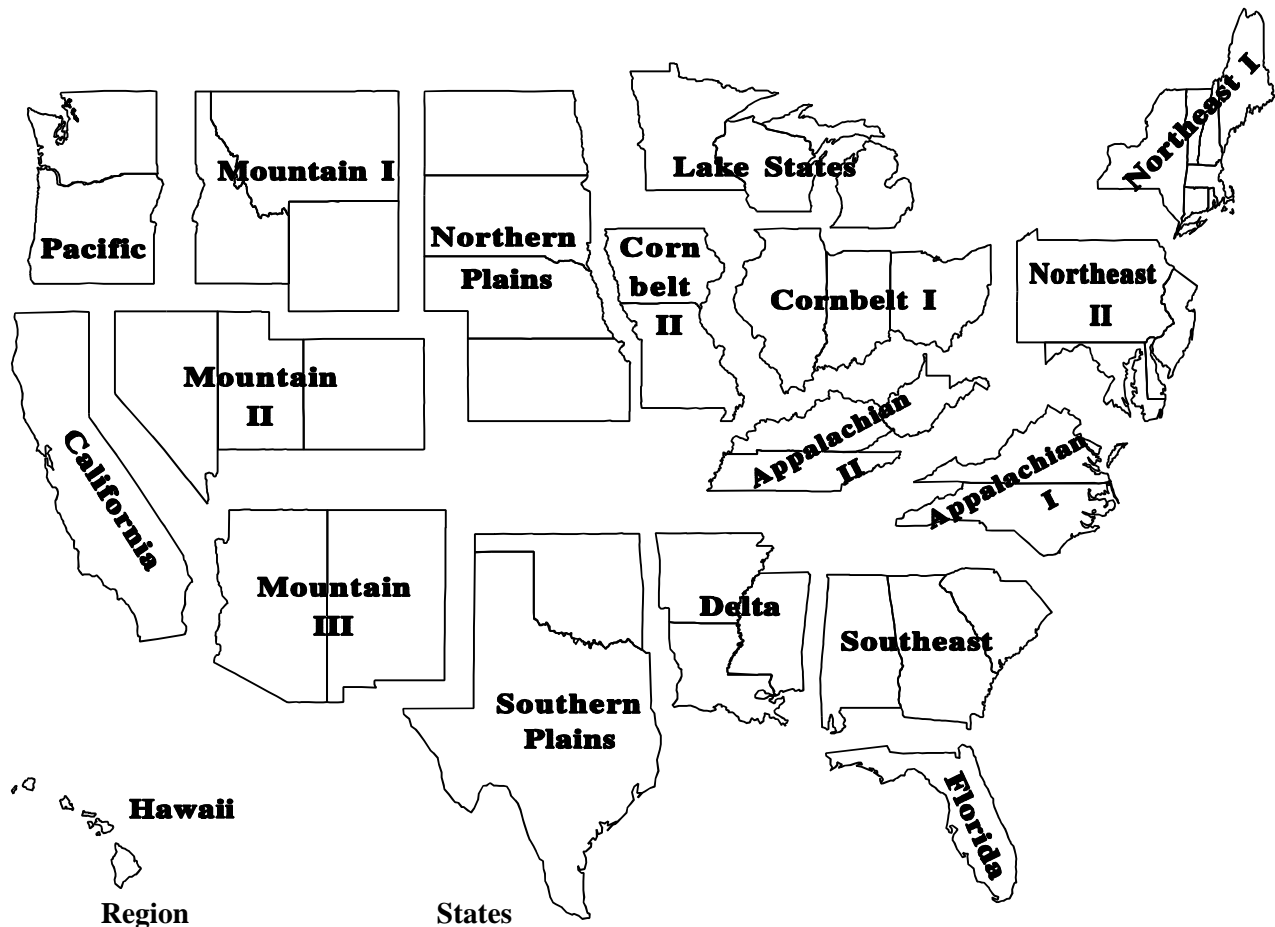 Northeast I
Mountain I
Lake States
Pacific
Northern
Plains
Corn
belt
II
Cornbelt I
Northeast
II
Mountain
II
California
Appalachian
II
Appalachian
I
Mountain
III
Delta
Southeast
Southern
Plains
Hawaii
Florida
Region States